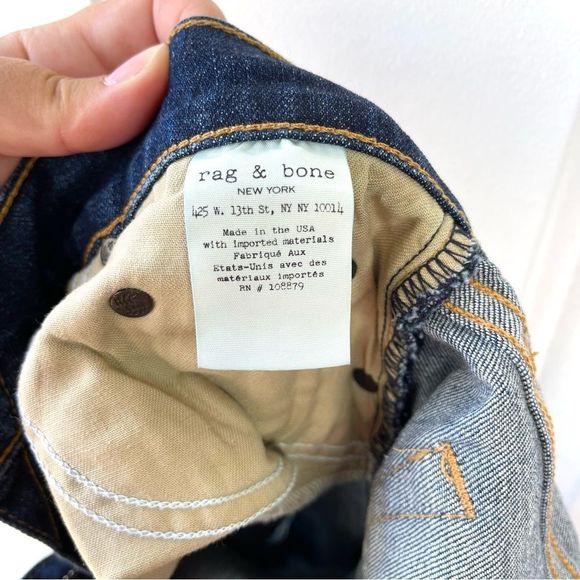 rag & bone
NEW YORK
425 W. 13th St, NY NY 10014
Made in the USA
with imported materials
Fabriqué Aux
Etats-Unis avec des
matériaux importés
RN # 108879